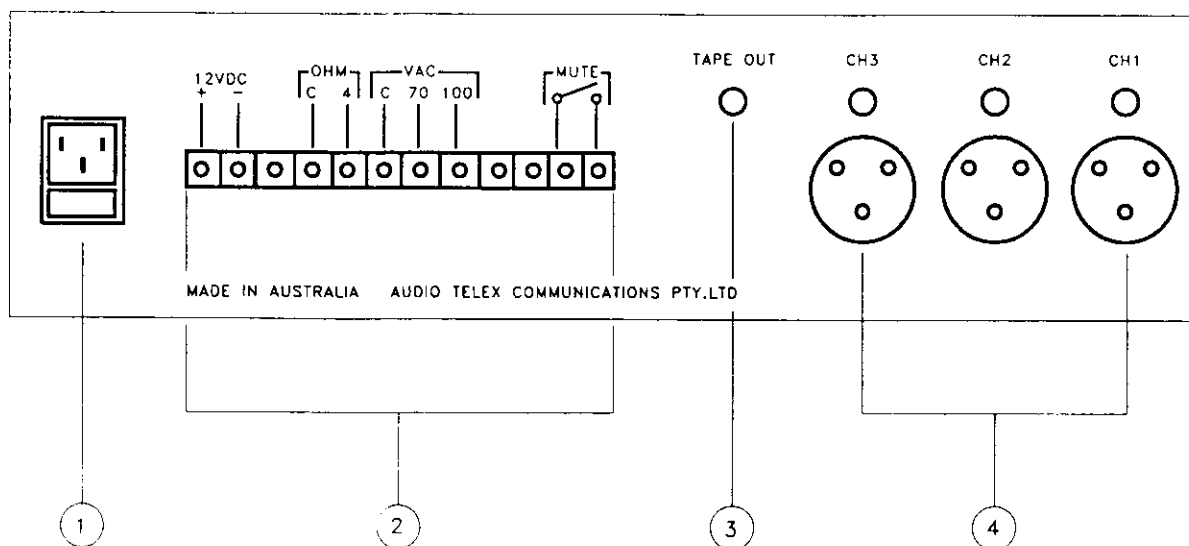 12VDC
+ −
OHM
C 4
VAC
C 70 100
MUTE
TAPE OUT
CH3
CH2
CH1
MADE IN AUSTRALIA AUDIO TELEX COMMUNICATIONS PTY.LTD
1
2
3
4